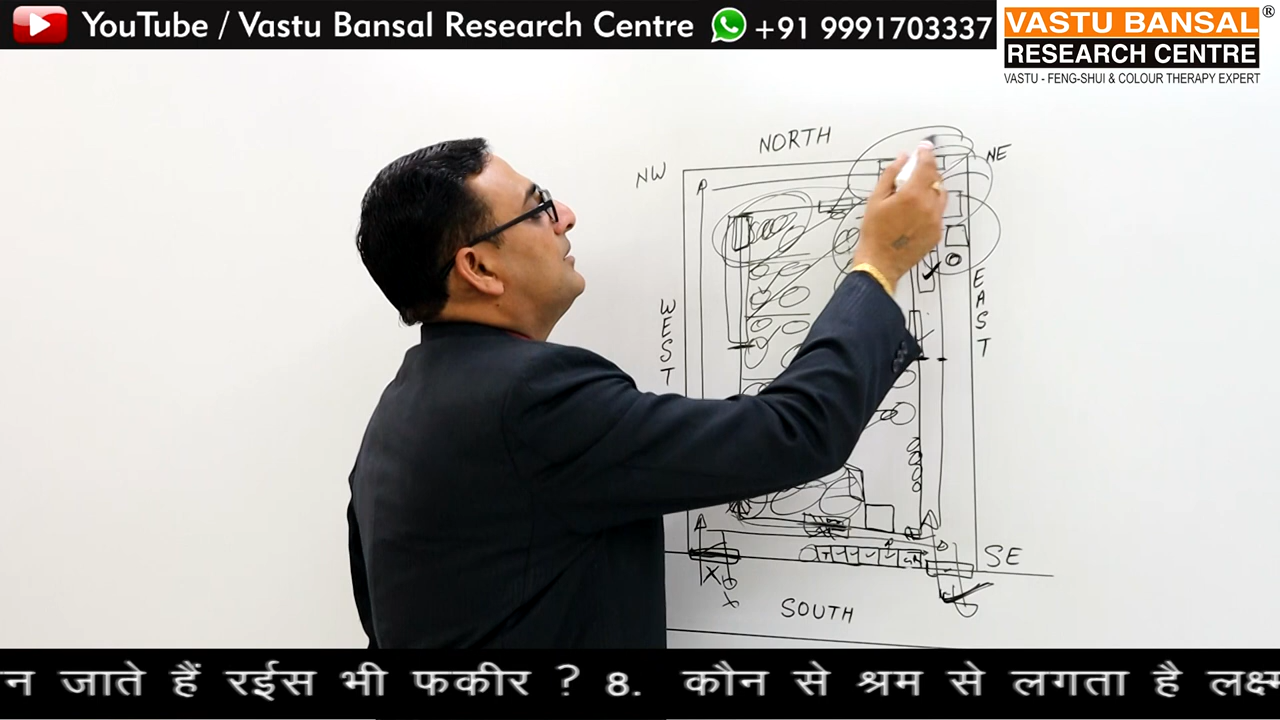 YouTube / Vastu Bansal Research Centre +91 9991703337
VASTU BANSAL®
RESEARCH CENTRE
VASTU - FENG-SHUI & COLOUR THERAPY EXPERT
NORTH
NW
NE
P
WEST
EAST
SE
SOUTH
न जाते हैं रईस भी फकीर ? 8. कौन से श्रम से लगता है